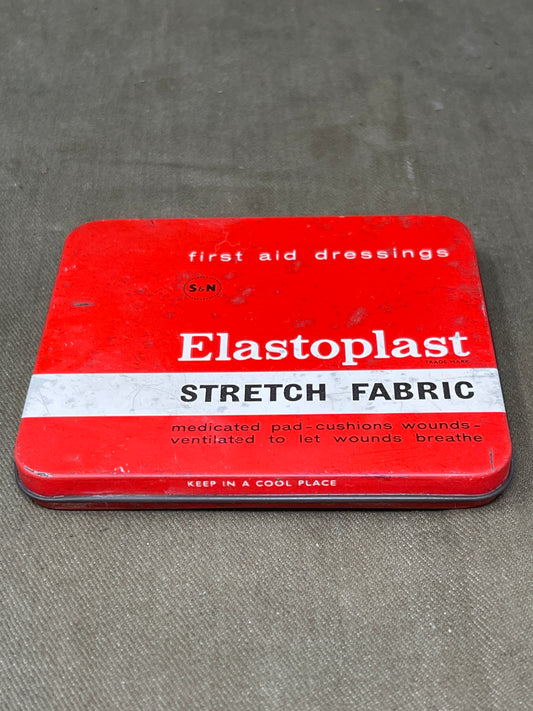 first aid dressings
S&N
Elastoplast
TRADE MARK
STRETCH FABRIC
medicated pad-cushions wounds-
ventilated to let wounds breathe
KEEP IN A COOL PLACE